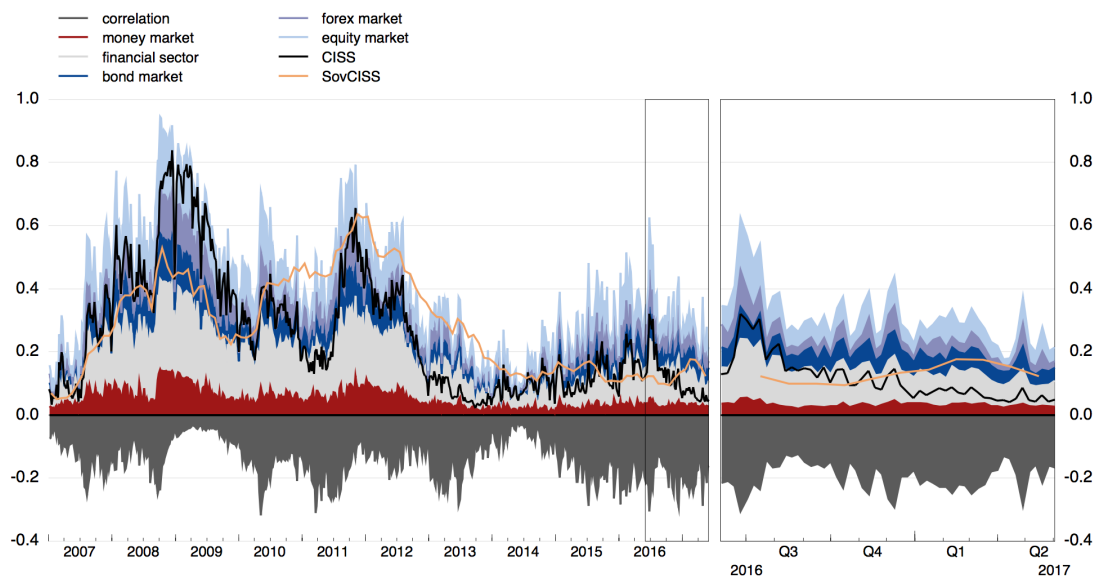 correlation forex market
money market equity market
financial sector CISS
bond market SovCISS
1.0 1.0
0.8 0.8
0.6 0.6
0.4 0.4
0.2 0.2
0.0 0.0
-0.2 -0.2
-0.4 -0.4
2007 2008 2009 2010 2011 2012 2013 2014 2015 2016 Q3 Q4 Q1 Q2
2016 2017